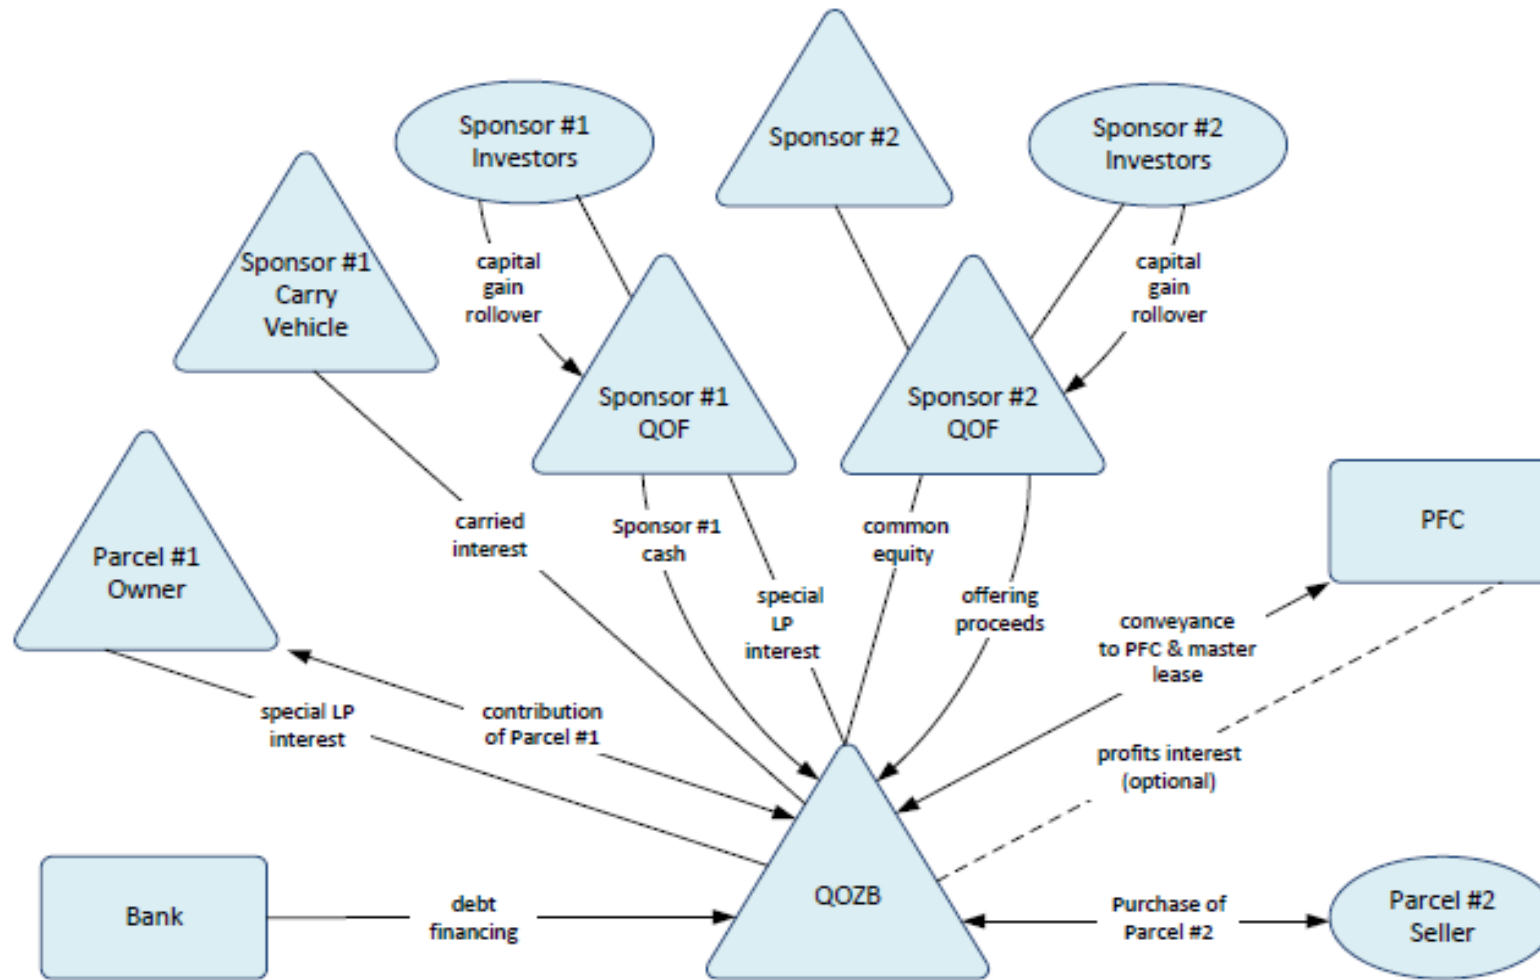 Sponsor #1
Investors
Sponsor #2
Sponsor #2
Investors
Sponsor #1
Carry
Vehicle
capital
gain
rollover
capital
gain
rollover
Sponsor #1
QOF
Sponsor #2
QOF
Parcel #1
Owner
carried
interest
Sponsor #1
cash
common
equity
PFC
special
LP
interest
offering
proceeds
conveyance
to PFC & master
lease
special LP
interest
contribution
of Parcel #1
profits interest
(optional)
Bank
debt
financing
QOZB
Purchase of
Parcel #2
Parcel #2
Seller